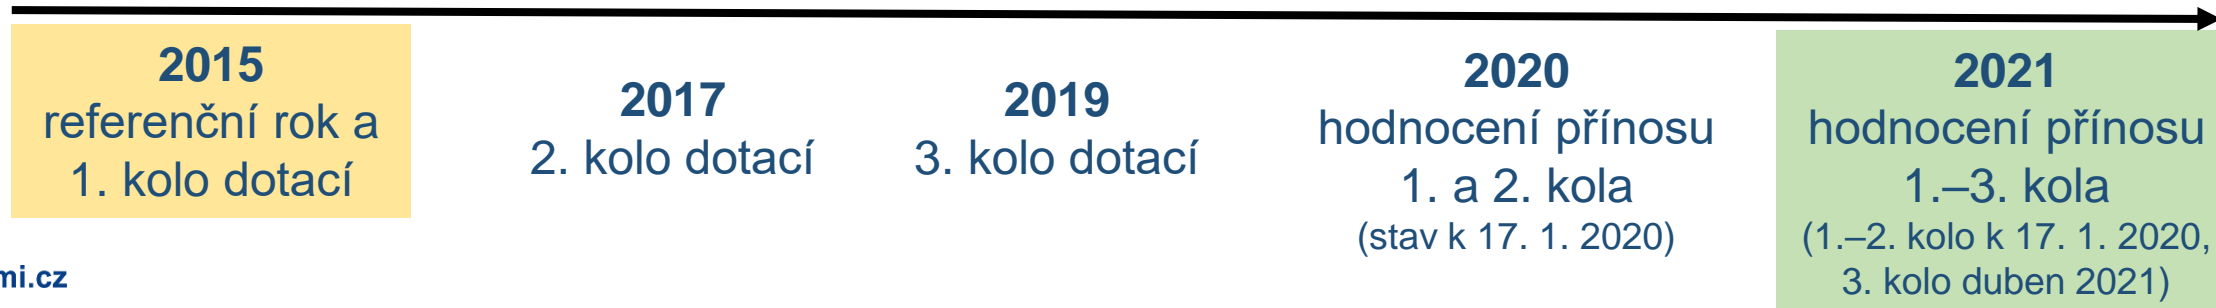 2015
referenční rok a
1. kolo dotací
2017
2. kolo dotací
2019
3. kolo dotací
2020
hodnocení přínosu
1. a 2. kola
(stav k 17. 1. 2020)
2021
hodnocení přínosu
1.–3. kola
(1.–2. kolo k 17. 1. 2020,
3. kolo duben 2021)
mi.cz